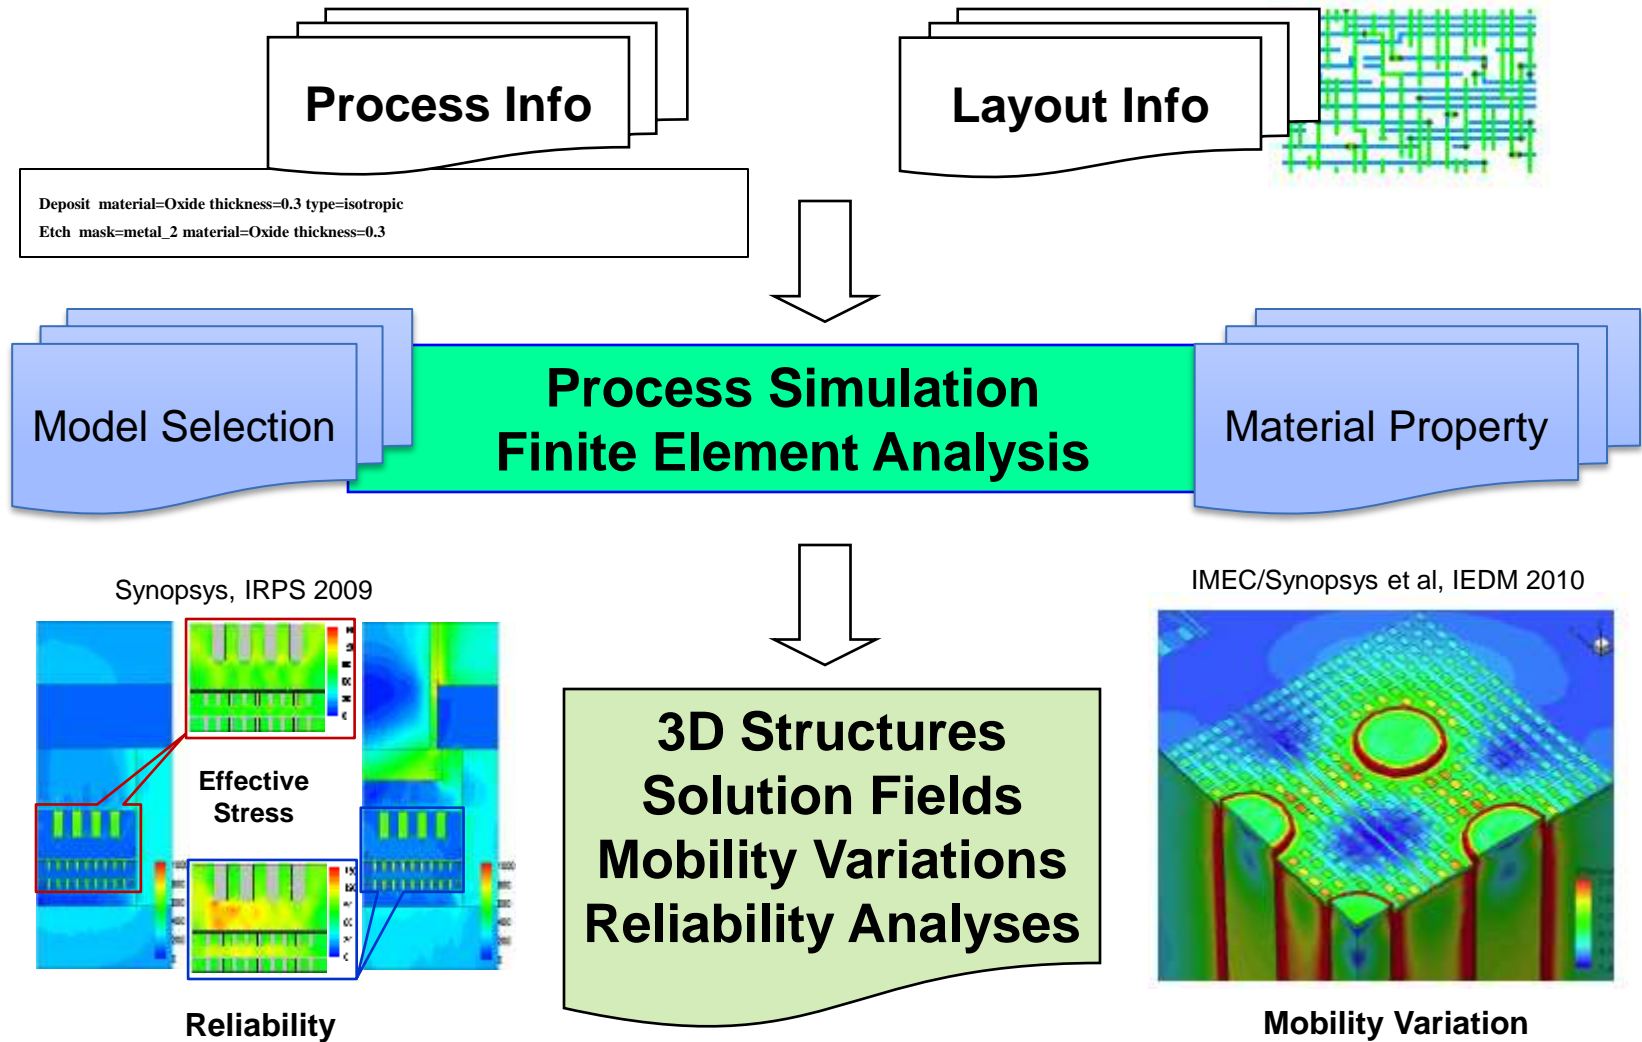 Process Info
Layout Info
Deposit material=Oxide thickness=0.3 type=isotropic
Etch mask=metal_2 material=Oxide thickness=0.3
Model Selection
Process Simulation
Finite Element Analysis
Material Property
Synopsys, IRPS 2009
IMEC/Synopsys et al, IEDM 2010
Effective
Stress
3D Structures
Solution Fields
Mobility Variations
Reliability Analyses
Reliability
Mobility Variation